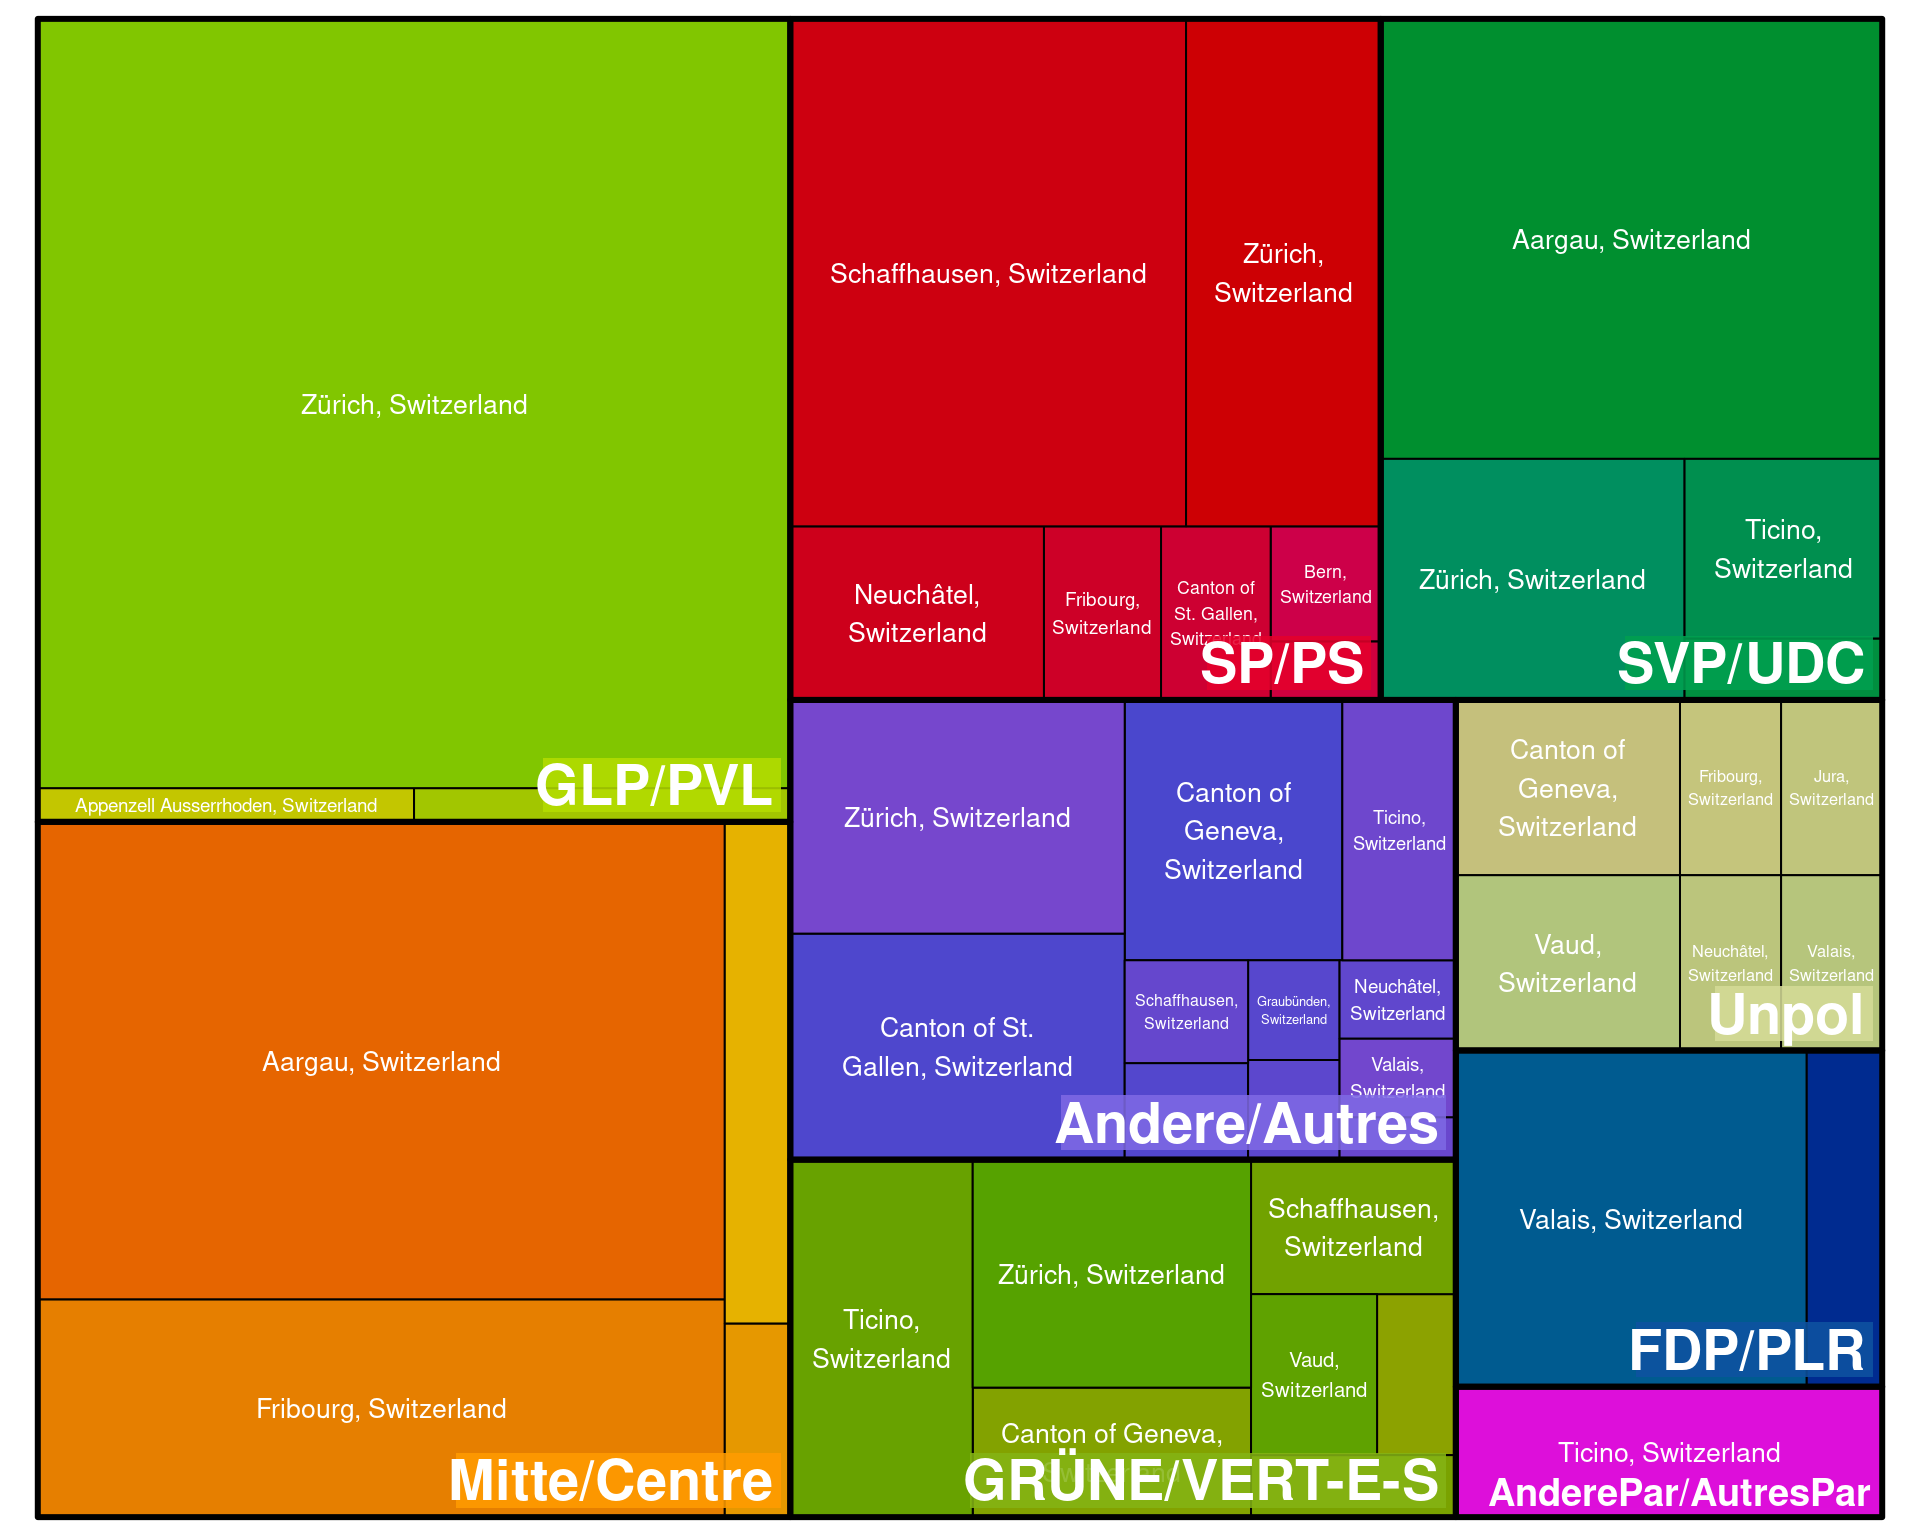 Zürich, Switzerland
Appenzell Ausserrhoden, Switzerland
GLP/PVL
Aargau, Switzerland
Fribourg, Switzerland
Mitte/Centre
Schaffhausen, Switzerland
Zürich,
Switzerland
Neuchâtel,
Switzerland
Fribourg,
Switzerland
Canton of
St. Gallen,
Switzerland
Bern,
Switzerland
SP/PS
Aargau, Switzerland
Zürich, Switzerland
Ticino,
Switzerland
SVP/UDC
Zürich, Switzerland
Canton of
Geneva,
Switzerland
Ticino,
Switzerland
Canton of St.
Gallen, Switzerland
Schaffhausen,
Switzerland
Graubünden,
Switzerland
Neuchâtel,
Switzerland
Valais,
Switzerland
Andere/Autres
Canton of
Geneva,
Switzerland
Fribourg,
Switzerland
Jura,
Switzerland
Vaud,
Switzerland
Neuchâtel,
Switzerland
Valais,
Switzerland
Unpol
Ticino,
Switzerland
Zürich, Switzerland
Schaffhausen,
Switzerland
Vaud,
Switzerland
Canton of Geneva,
GRÜNE/VERT-E-S
Valais, Switzerland
FDP/PLR
Ticino, Switzerland
AnderePar/AutresPar